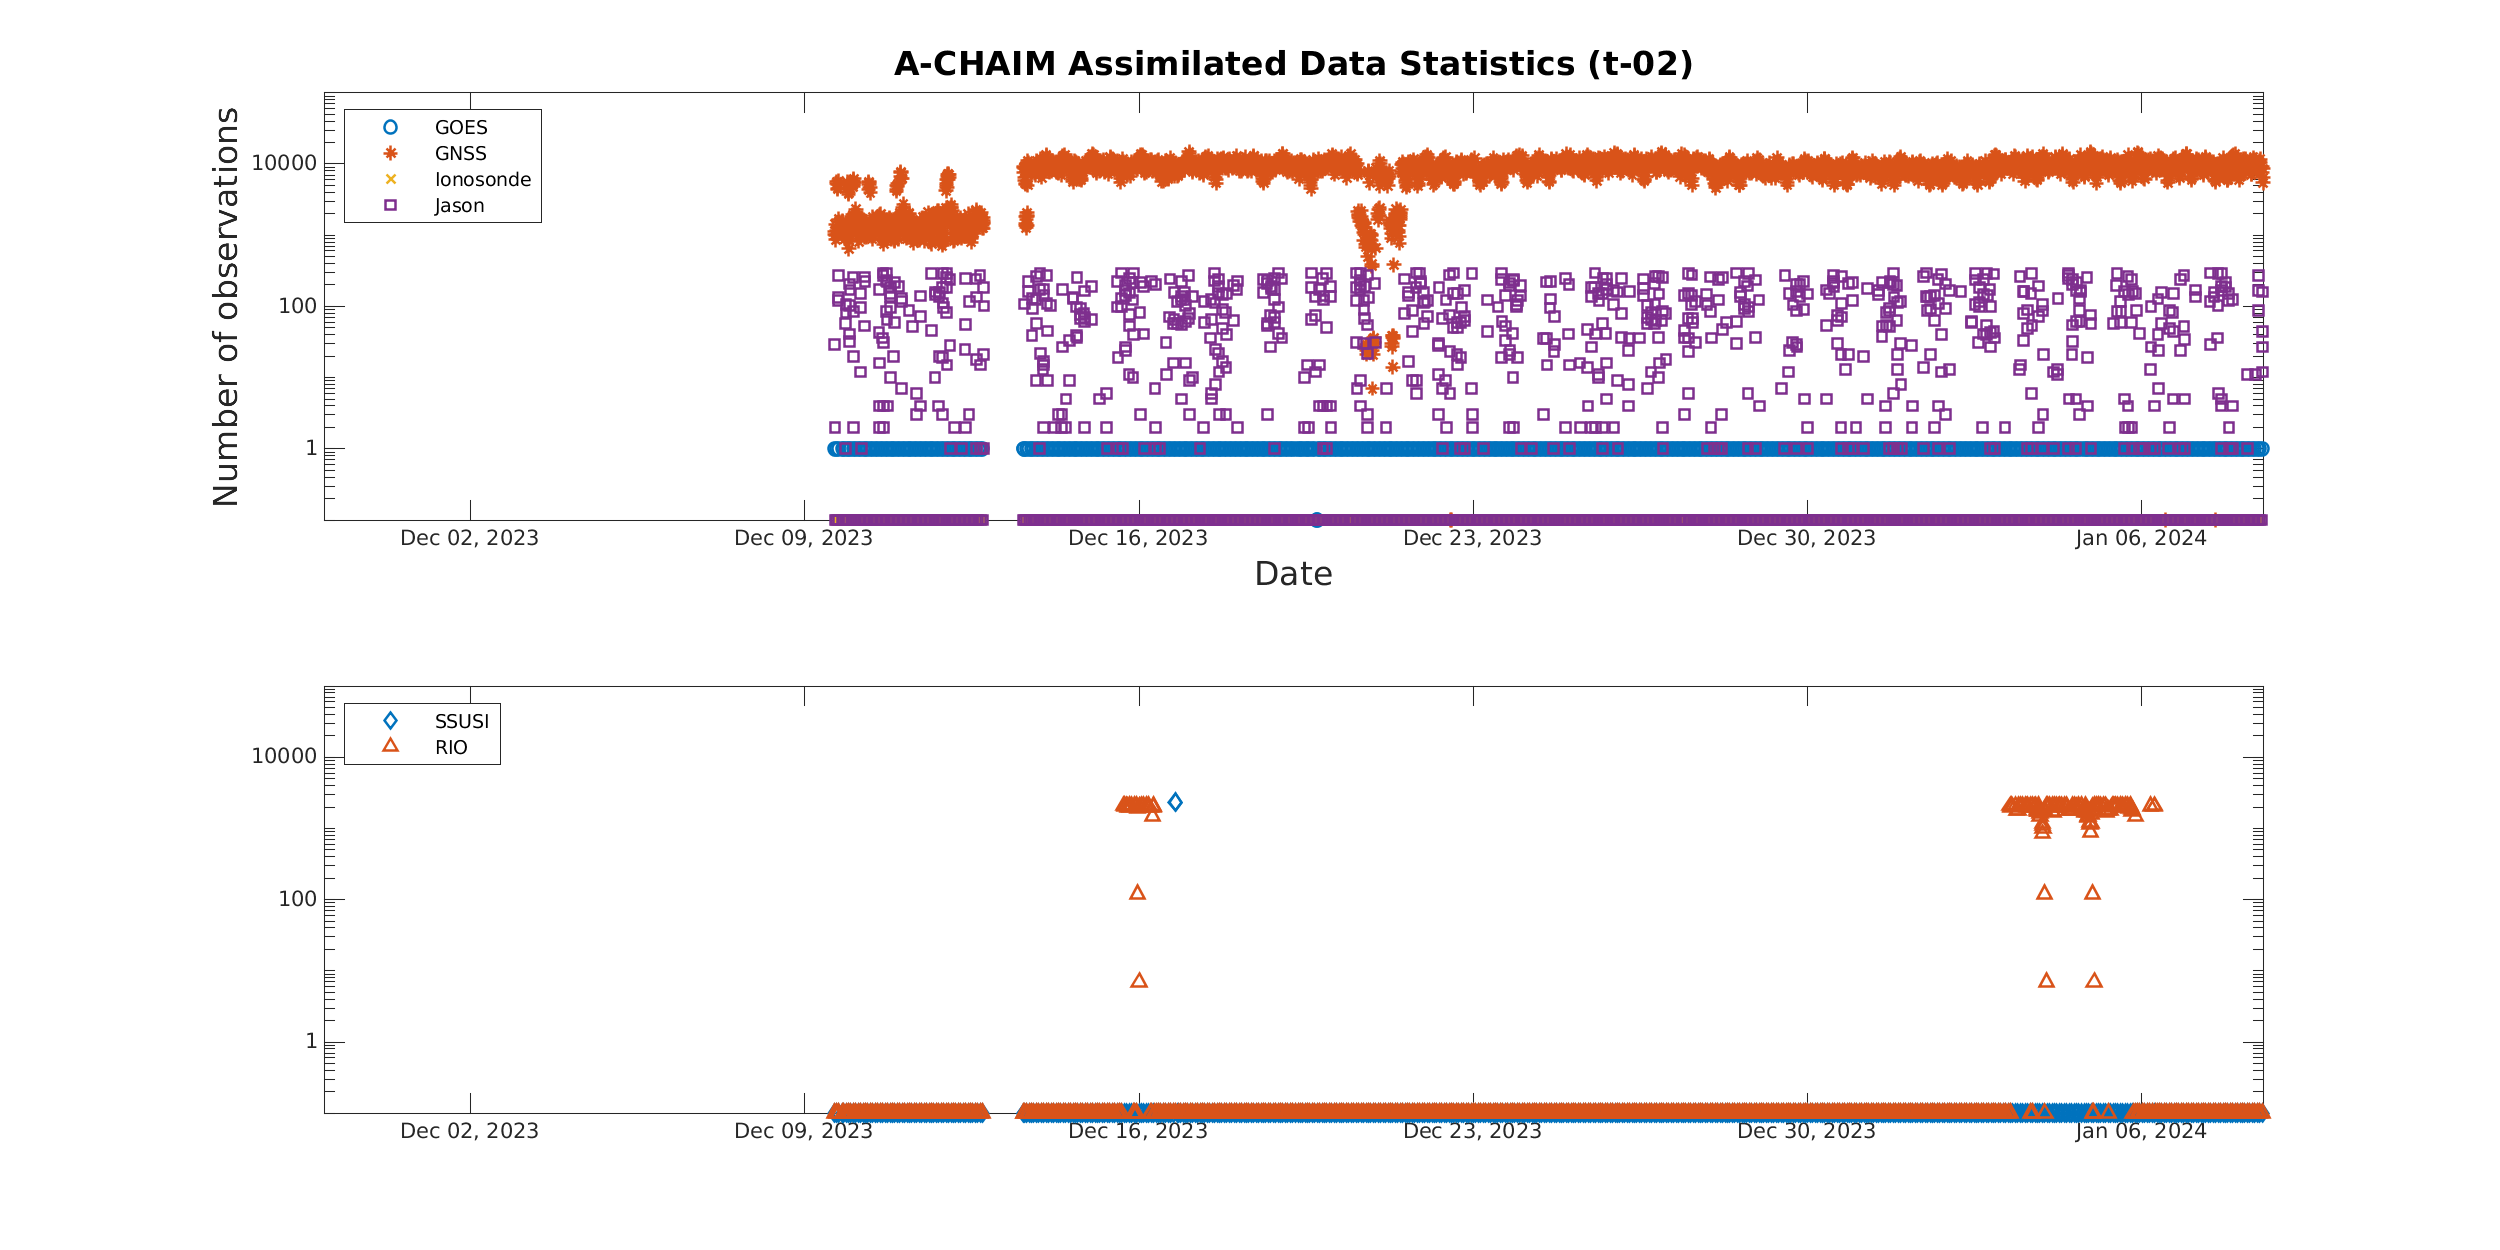 A-CHAIM Assimilated Data Statistics (t-02)
Number of observations
10000
100
1
GOES
GNSS
Ionosonde
Jason
Dec 02, 2023
Dec 09, 2023
Dec 16, 2023
Dec 23, 2023
Dec 30, 2023
Jan 06, 2024
Date
10000
100
1
SSUSI
RIO
Dec 02, 2023
Dec 09, 2023
Dec 16, 2023
Dec 23, 2023
Dec 30, 2023
Jan 06, 2024